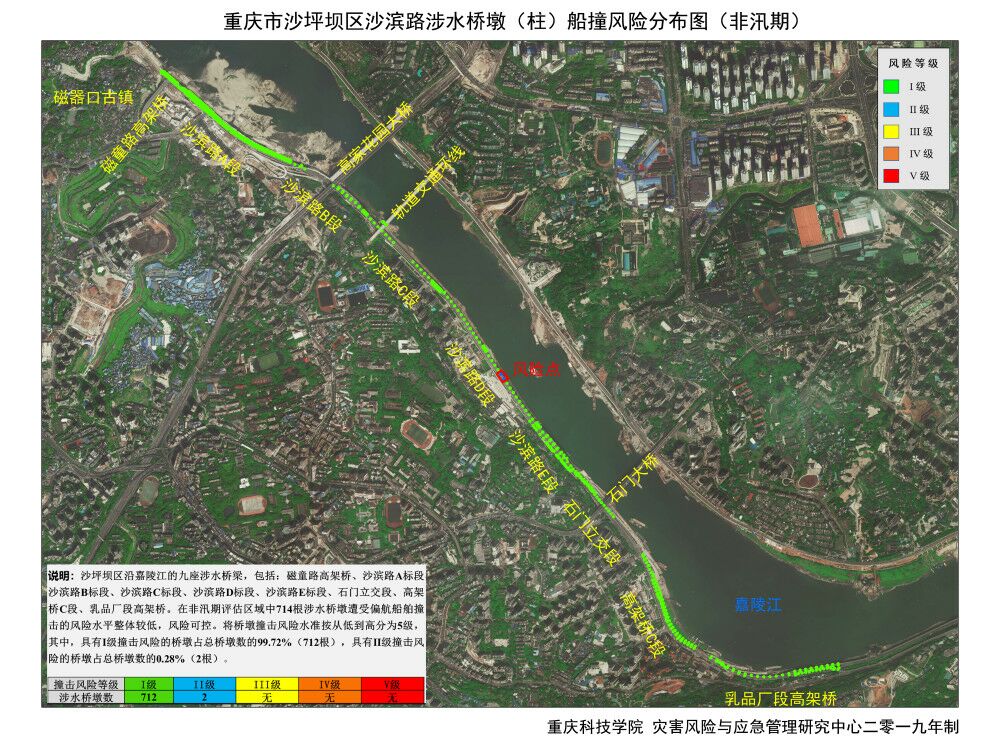 重庆市沙坪坝区沙滨路涉水桥墩（柱）船撞风险分布图（非汛期）
风险等级
I 级
II 级
III 级
IV 级
V 级
磁器口古镇
磁童路高架桥
沙滨路A段
嘉陵江大桥
轨道交通环线
沙滨路B段
沙滨路C段
沙滨路D段
风险点
沙滨路E段
石门大桥
石门立交段
嘉陵江
高架桥C段
乳品厂段高架桥
说明：沙坪坝区沿嘉陵江的九座涉水桥梁，包括：磁童路高架桥、沙滨路A标段
沙滨路B标段、沙滨路C标段、沙滨路D标段、沙滨路E标段、石门立交段、高架
桥C段、乳品厂段高架桥。在非汛期评估区域中714根涉水桥墩遭受偏航船舶撞
击的风险水平整体较低，风险可控。将桥墩撞击风险水准按从低到高分为5级，
其中，具有I级撞击风险的桥墩占总桥墩数的99.72%（712根），具有II级撞击风
险的桥墩占总桥墩数的0.28%（2根）。
撞击风险等级 I级 II级 III级 IV级 V级
涉水桥墩数 712 2 无 无 无
重庆科技学院 灾害风险与应急管理研究中心二零一九年制